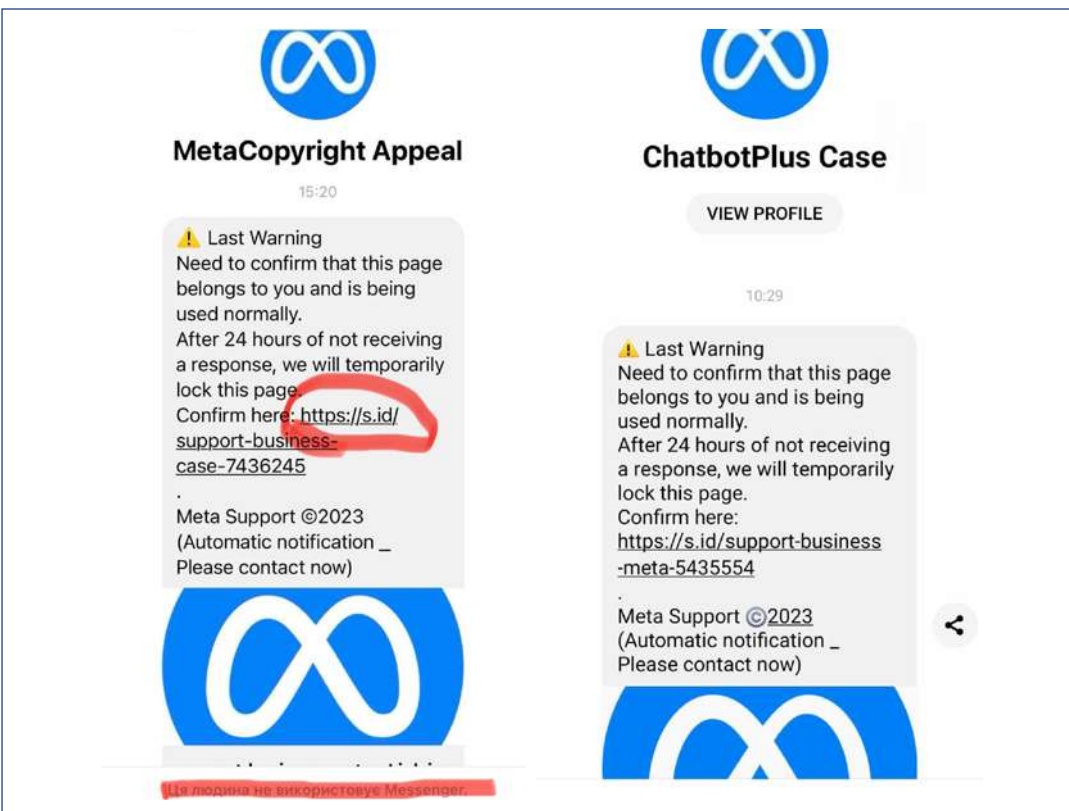 MetaCopyright Appeal
15:20
⚠️ Last Warning
Need to confirm that this page
belongs to you and is being
used normally.
After 24 hours of not receiving
a response, we will temporarily
lock this page.
Confirm here: https://s.id/
support-business-
case-7436245
.
Meta Support ©2023
(Automatic notification _
Please contact now)
Ця людина не використовує Messenger.
ChatbotPlus Case
VIEW PROFILE
10:29
⚠️ Last Warning
Need to confirm that this page
belongs to you and is being
used normally.
After 24 hours of not receiving
a response, we will temporarily
lock this page.
Confirm here:
https://s.id/support-business
-meta-5435554
.
Meta Support ©2023
(Automatic notification _
Please contact now)